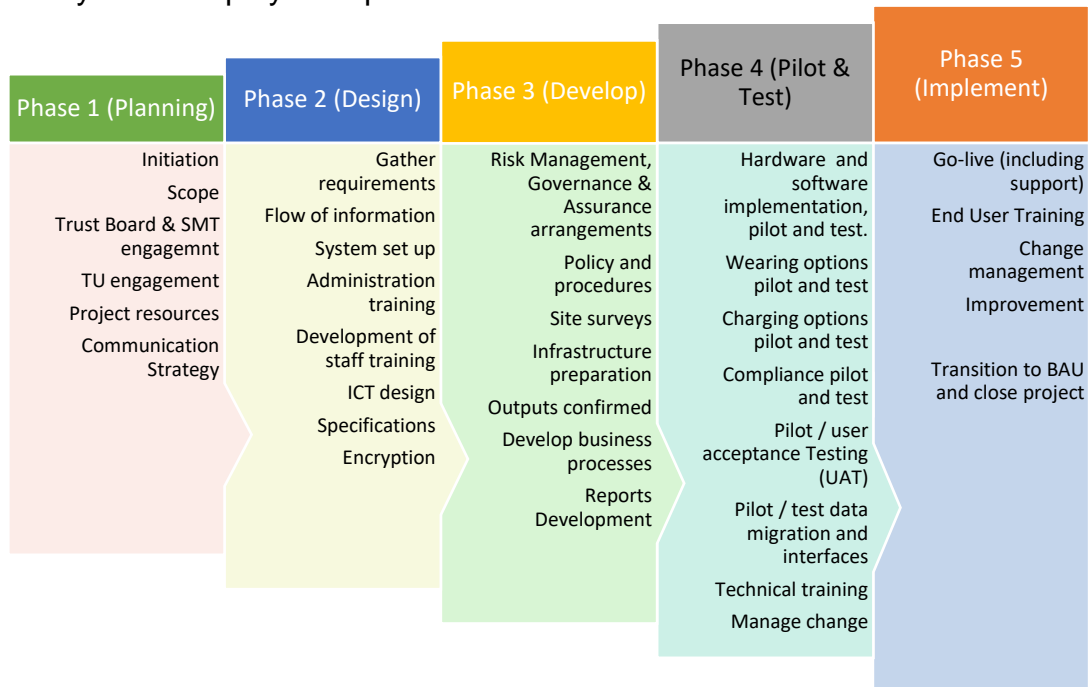 Phase 1 (Planning)
Initiation
Scope
Trust Board & SMT
engagemnt
TU engagement
Project resources
Communication
Strategy
Phase 2 (Design)
Gather
requirements
Flow of information
System set up
Administration
training
Development of
staff training
ICT design
Specifications
Encryption
Phase 3 (Develop)
Risk Management,
Governance &
Assurance
arrangements
Policy and
procedures
Site surveys
Infrastructure
preparation
Outputs confirmed
Develop business
processes
Reports
Development
Phase 4 (Pilot &
Test)
Hardware and
software
implementation,
pilot and test.
Wearing options
pilot and test
Charging options
pilot and test
Compliance pilot
and test
Pilot / user
acceptance Testing
(UAT)
Pilot / test data
migration and
interfaces
Technical training
Manage change
Phase 5
(Implement)
Go-live (including
support)
End User Training
Change
management
Improvement
Transition to BAU
and close project